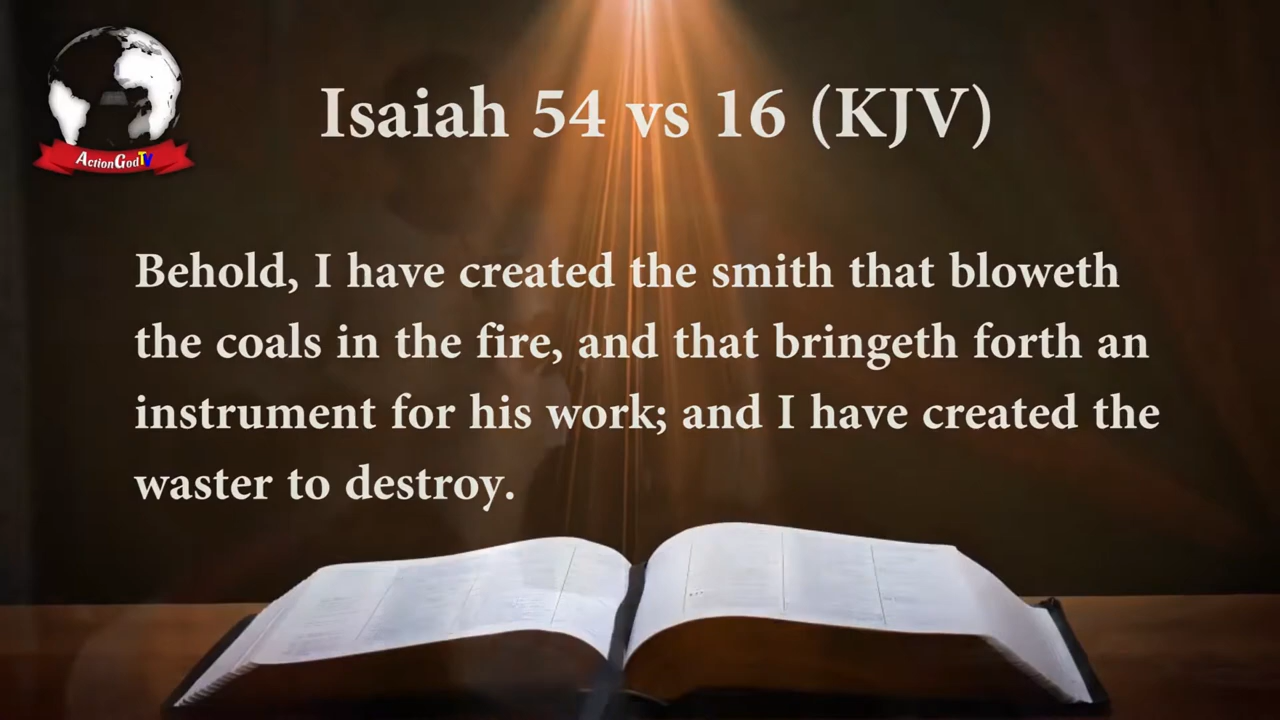 ActionGodTV
Isaiah 54 vs 16 (KJV)
Behold, I have created the smith that bloweth
the coals in the fire, and that bringeth forth an
instrument for his work; and I have created the
waster to destroy.